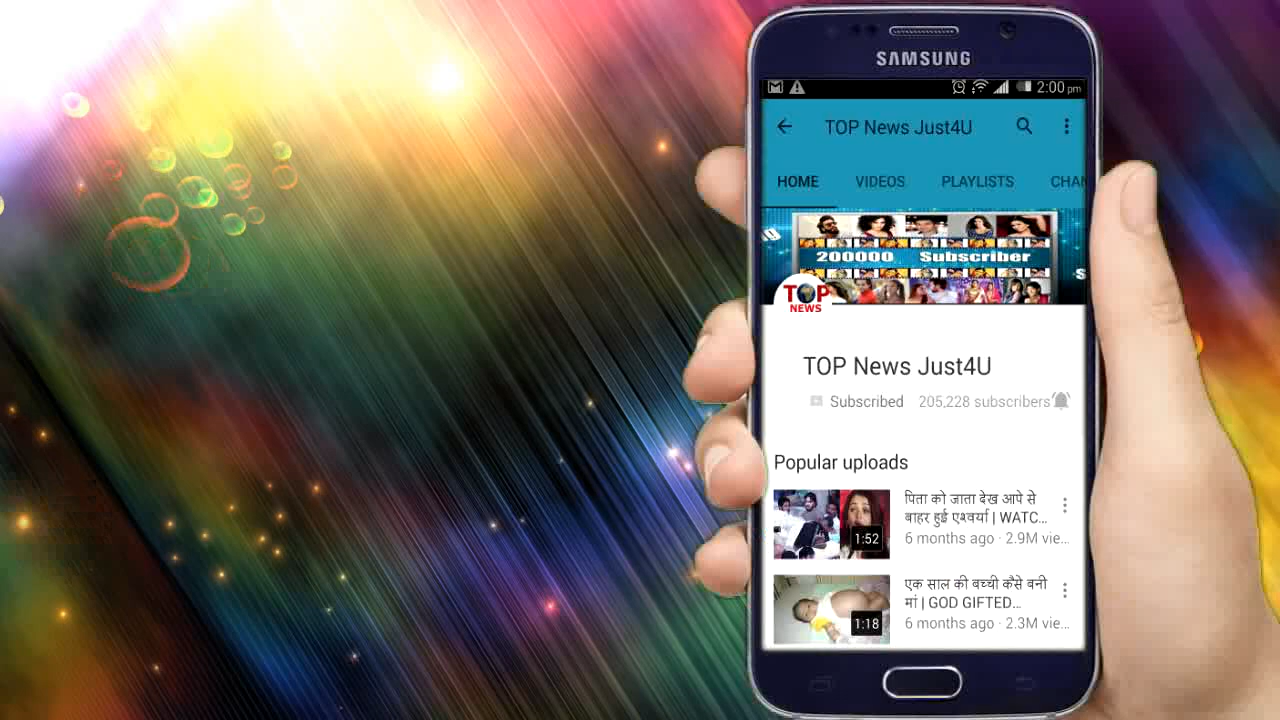 SAMSUNG
2:00 pm
TOP News Just4U
HOME VIDEOS PLAYLISTS CHAN
200000 Subscriber
TOP
NEWS
TOP News Just4U
Subscribed 205,228 subscribers
Popular uploads
पिता को जाता देख आपे से
बाहर हुई एश्वर्या | WATC...
6 months ago · 2.9M vie...
1:52
एक साल की बच्ची कैसे बनी
मां | GOD GIFTED...
6 months ago · 2.3M vie...
1:18